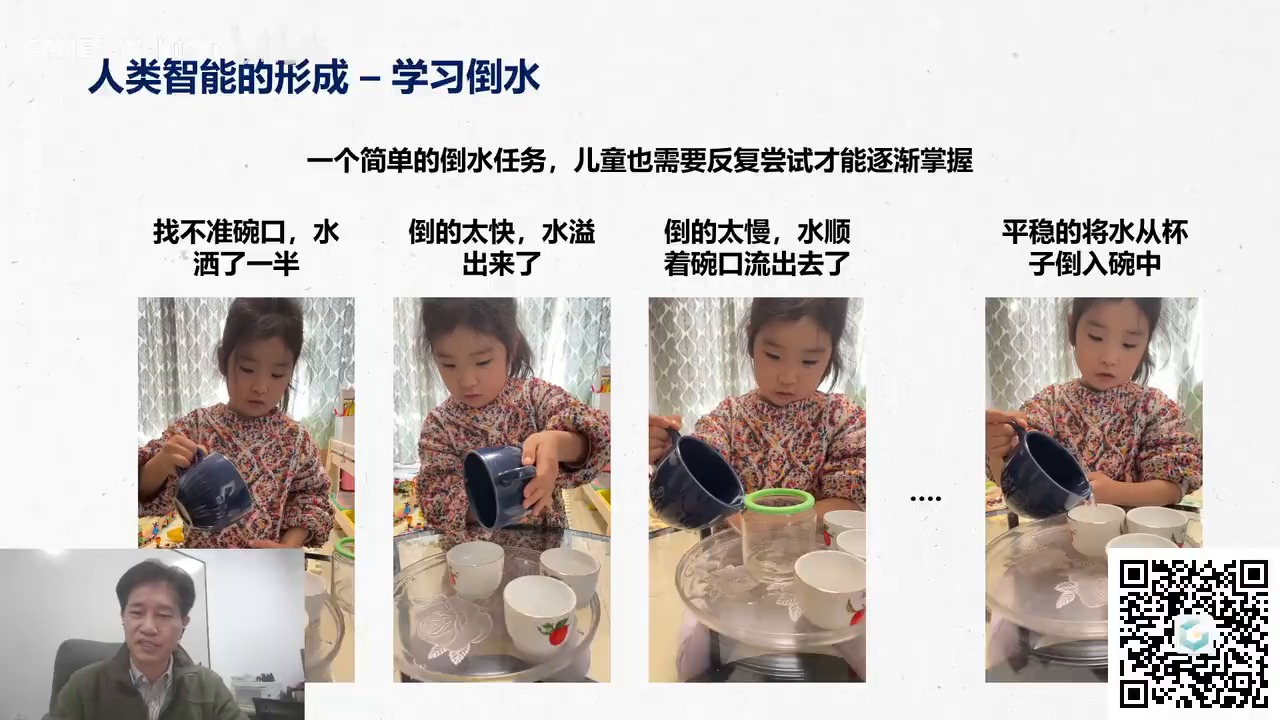 人类智能的形成 – 学习倒水
一个简单的倒水任务，儿童也需要反复尝试才能逐渐掌握
找不准碗口，水
洒了一半
倒的太快，水溢
出来了
倒的太慢，水顺
着碗口流出去了
....
平稳的将水从杯
子倒入碗中